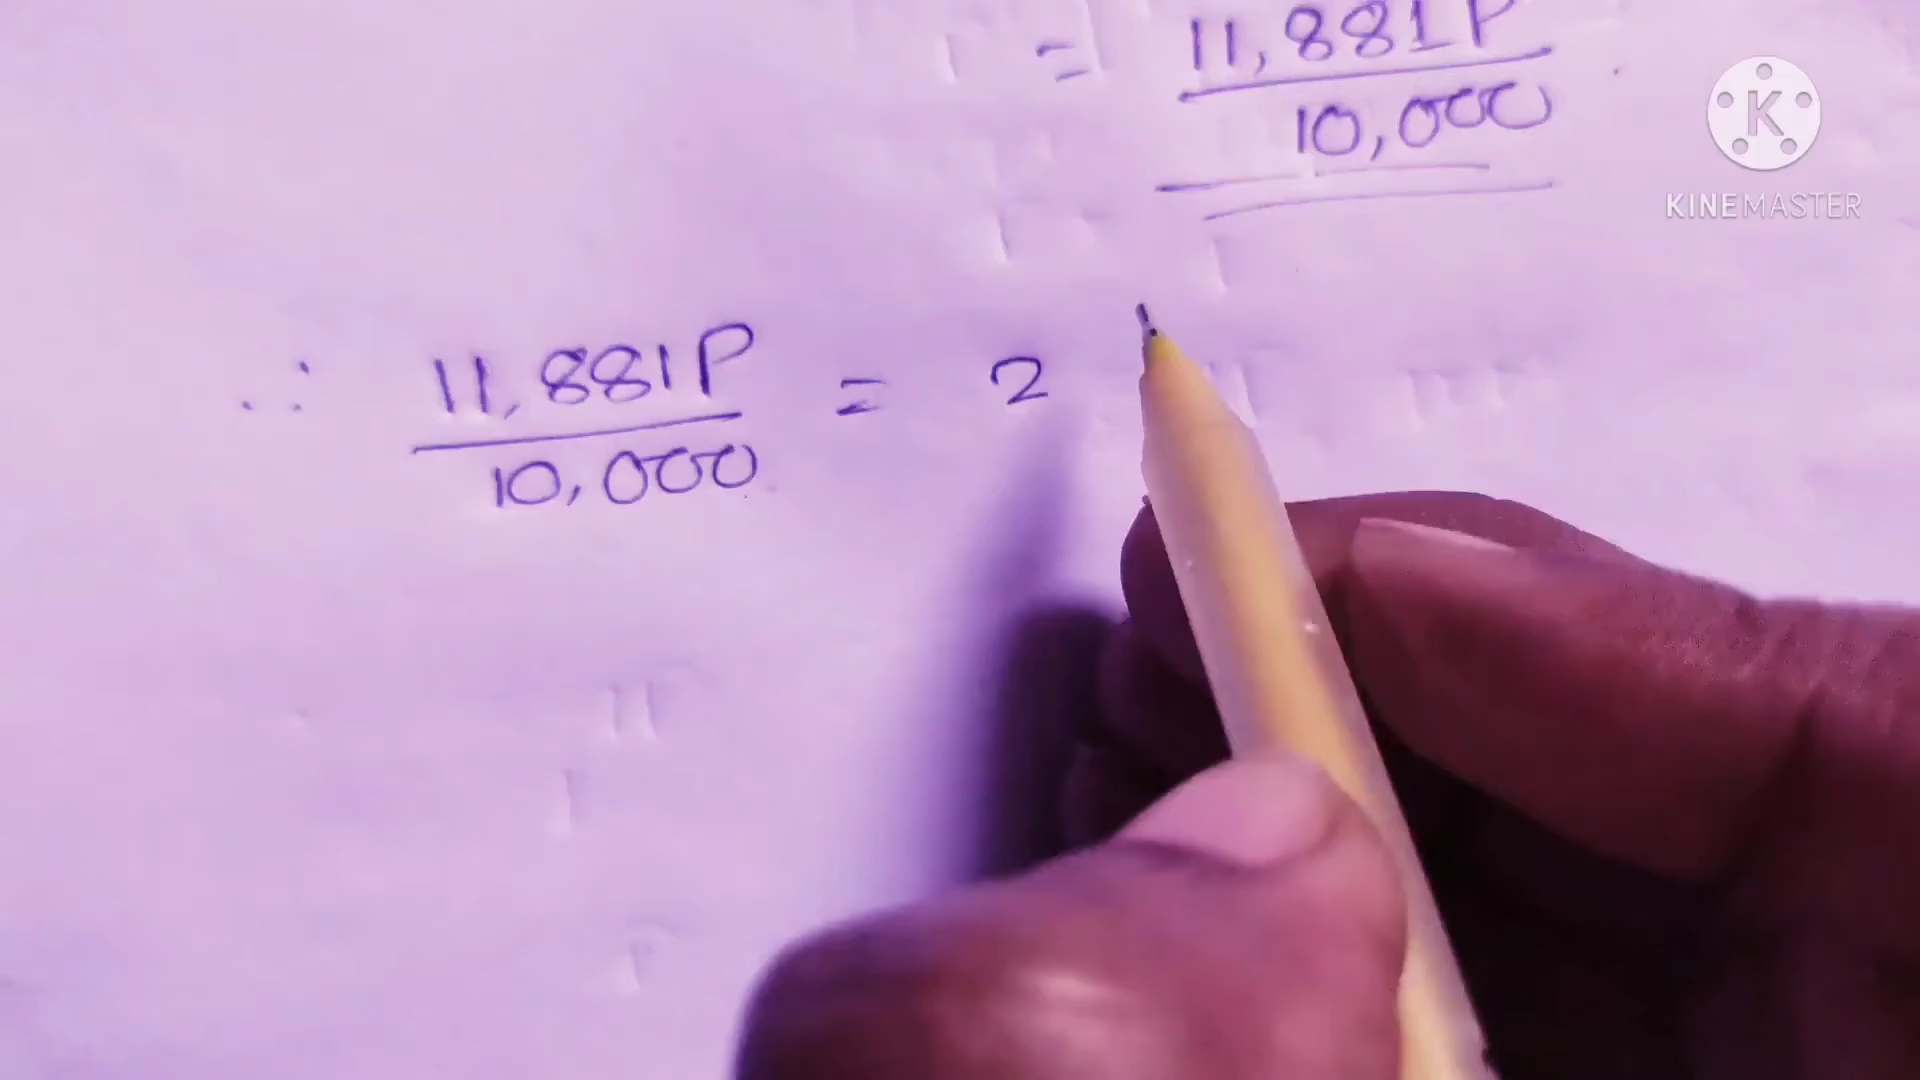 = 11,881P
10,000
K
KINEMASTER
∴ 11,881P = 2
10,000